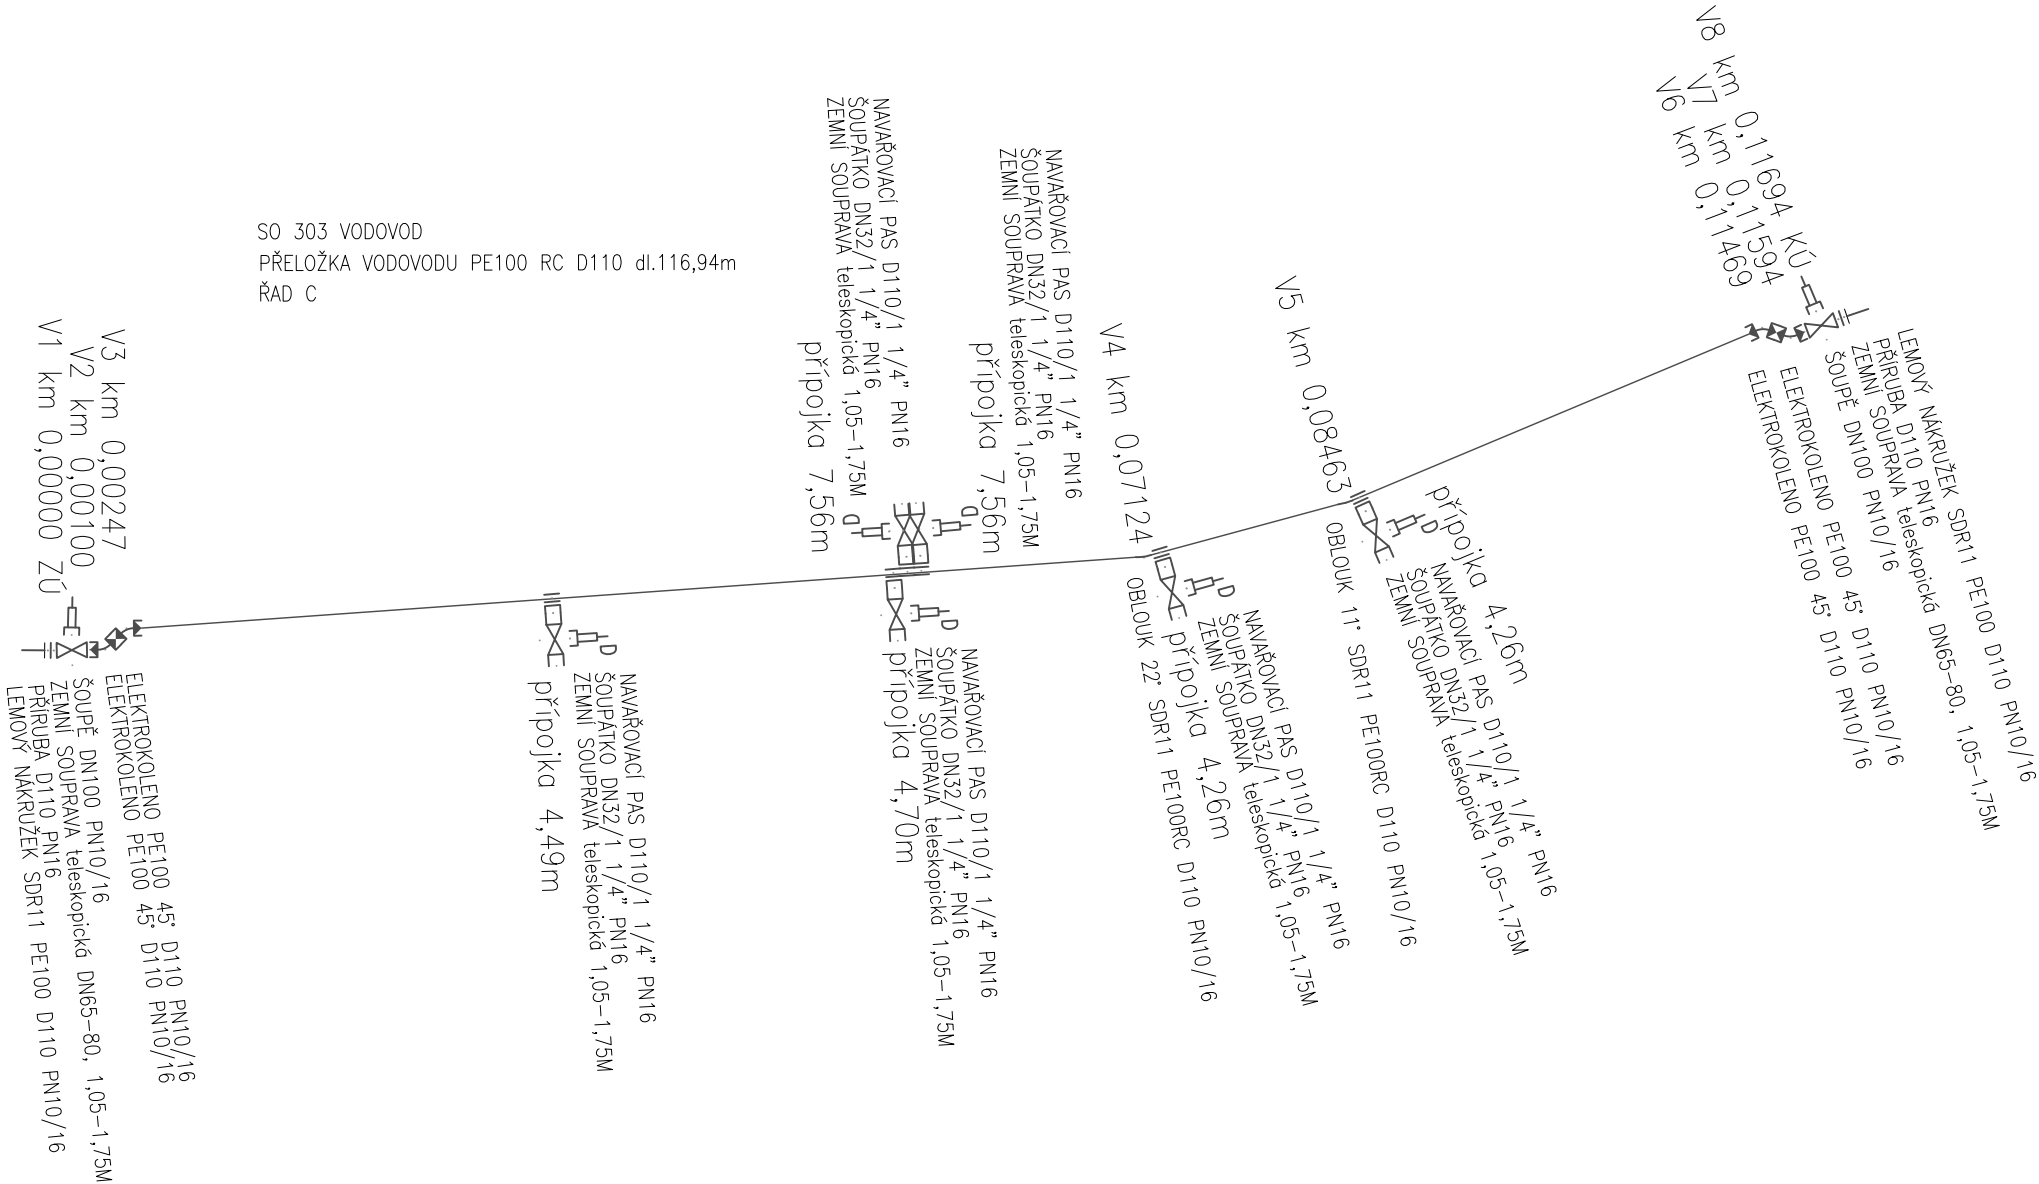 SO 303 VODOVOD
PŘELOŽKA VODOVODU PE100 RC D110 dl.116,94m
ŘAD C
V1 km 0,00000 ZÚ
V2 km 0,00100
V3 km 0,00247
ELEKTROKOLENO PE100 45° D110 PN10/16
ELEKTROKOLENO PE100 45° D110 PN10/16
ŠOUPĚ DN100 PN10/16
ZEMNÍ SOUPRAVA teleskopická DN65-80, 1,05-1,75M
PŘÍRUBA D110 PN16
LEMOVÝ NÁKRUŽEK SDR11 PE100 D110 PN10/16
NAVAŘOVACÍ PAS D110/1 1/4" PN16
ŠOUPÁTKO DN32/1 1/4" PN16
ZEMNÍ SOUPRAVA teleskopická 1,05-1,75M
přípojka 4,49m
NAVAŘOVACÍ PAS D110/1 1/4" PN16
ŠOUPÁTKO DN32/1 1/4" PN16
ZEMNÍ SOUPRAVA teleskopická 1,05-1,75M
přípojka 7,56m
NAVAŘOVACÍ PAS D110/1 1/4" PN16
ŠOUPÁTKO DN32/1 1/4" PN16
ZEMNÍ SOUPRAVA teleskopická 1,05-1,75M
přípojka 7,56m
NAVAŘOVACÍ PAS D110/1 1/4" PN16
ŠOUPÁTKO DN32/1 1/4" PN16
ZEMNÍ SOUPRAVA teleskopická 1,05-1,75M
přípojka 4,70m
V4 km 0,07124
OBLOUK 22° SDR11 PE100RC D110 PN10/16
NAVAŘOVACÍ PAS D110/1 1/4" PN16
ŠOUPÁTKO DN32/1 1/4" PN16
ZEMNÍ SOUPRAVA teleskopická 1,05-1,75M
přípojka 4,26m
V5 km 0,08463
OBLOUK 11° SDR11 PE100RC D110 PN10/16
přípojka 4,26m
NAVAŘOVACÍ PAS D110/1 1/4" PN16
ŠOUPÁTKO DN32/1 1/4" PN16
ZEMNÍ SOUPRAVA teleskopická 1,05-1,75M
V8 km 0,11694 KÚ
V7 km 0,11594
V6 km 0,11469
LEMOVÝ NÁKRUŽEK SDR11 PE100 D110 PN10/16
PŘÍRUBA D110 PN16
ZEMNÍ SOUPRAVA teleskopická DN65-80, 1,05-1,75M
ŠOUPĚ DN100 PN10/16
ELEKTROKOLENO PE100 45° D110 PN10/16
ELEKTROKOLENO PE100 45° D110 PN10/16